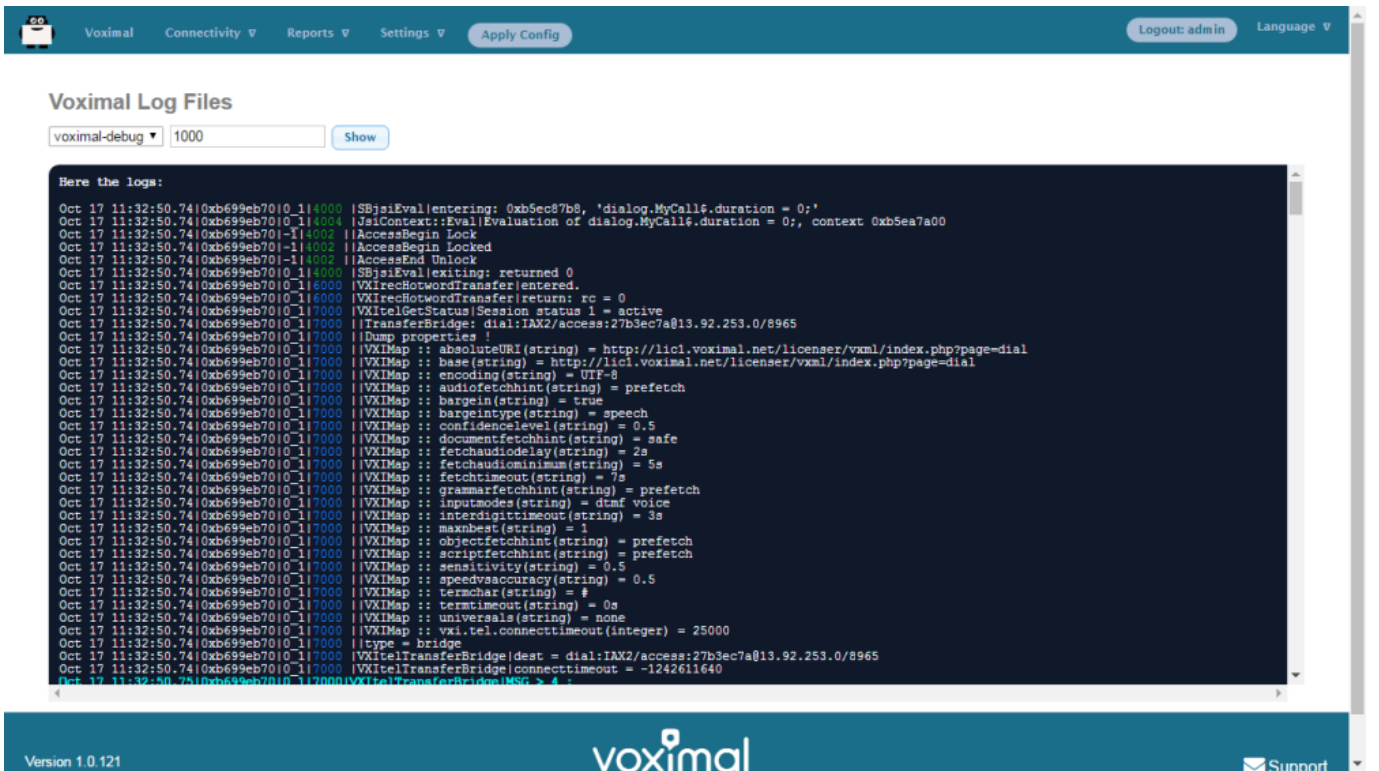 Voximal Connectivity ∇ Reports ∇ Settings ∇ Apply Config Logout: admin Language ∇
Voximal Log Files
voximal-debug ▼ 1000 Show
Here the logs:
Oct 17 11:32:50.74|0xb699eb70|0_1|4000 |SBjsiEval|entering: 0xb5ec87b8, 'dialog.MyCall$.duration = 0;'
Oct 17 11:32:50.74|0xb699eb70|0_1|4004 |JsiContext::Eval|Evaluation of dialog.MyCall$.duration = 0;, context 0xb5ea7a00
Oct 17 11:32:50.74|0xb699eb70|-1|4002 ||AccessBegin Lock
Oct 17 11:32:50.74|0xb699eb70|-1|4002 ||AccessBegin Locked
Oct 17 11:32:50.74|0xb699eb70|-1|4002 ||AccessEnd Unlock
Oct 17 11:32:50.74|0xb699eb70|0_1|4000 |SBjsiEval|exiting: returned 0
Oct 17 11:32:50.74|0xb699eb70|0_1|6000 |VXIrecHotwordTransfer|entered.
Oct 17 11:32:50.74|0xb699eb70|0_1|6000 |VXIrecHotwordTransfer|return: rc = 0
Oct 17 11:32:50.74|0xb699eb70|0_1|7000 |VXItelGetStatus|Session status 1 = active
Oct 17 11:32:50.74|0xb699eb70|0_1|7000 ||TransferBridge: dial:IAX2/access:27b3ec7a@13.92.253.0/8965
Oct 17 11:32:50.74|0xb699eb70|0_1|7000 ||Dump properties !
Oct 17 11:32:50.74|0xb699eb70|0_1|7000 ||VXIMap :: absoluteURI(string) = http://lic1.voximal.net/licenser/vxml/index.php?page=dial
Oct 17 11:32:50.74|0xb699eb70|0_1|7000 ||VXIMap :: base(string) = http://lic1.voximal.net/licenser/vxml/index.php?page=dial
Oct 17 11:32:50.74|0xb699eb70|0_1|7000 ||VXIMap :: encoding(string) = UTF-8
Oct 17 11:32:50.74|0xb699eb70|0_1|7000 ||VXIMap :: audiofetchhint(string) = prefetch
Oct 17 11:32:50.74|0xb699eb70|0_1|7000 ||VXIMap :: bargein(string) = true
Oct 17 11:32:50.74|0xb699eb70|0_1|7000 ||VXIMap :: bargeintype(string) = speech
Oct 17 11:32:50.74|0xb699eb70|0_1|7000 ||VXIMap :: confidencelevel(string) = 0.5
Oct 17 11:32:50.74|0xb699eb70|0_1|7000 ||VXIMap :: documentfetchhint(string) = safe
Oct 17 11:32:50.74|0xb699eb70|0_1|7000 ||VXIMap :: fetchaudiodelay(string) = 2s
Oct 17 11:32:50.74|0xb699eb70|0_1|7000 ||VXIMap :: fetchaudiominimum(string) = 5s
Oct 17 11:32:50.74|0xb699eb70|0_1|7000 ||VXIMap :: fetchtimeout(string) = 7s
Oct 17 11:32:50.74|0xb699eb70|0_1|7000 ||VXIMap :: grammarfetchhint(string) = prefetch
Oct 17 11:32:50.74|0xb699eb70|0_1|7000 ||VXIMap :: inputmodes(string) = dtmf voice
Oct 17 11:32:50.74|0xb699eb70|0_1|7000 ||VXIMap :: interdigittimeout(string) = 3s
Oct 17 11:32:50.74|0xb699eb70|0_1|7000 ||VXIMap :: maxnbest(string) = 1
Oct 17 11:32:50.74|0xb699eb70|0_1|7000 ||VXIMap :: objectfetchhint(string) = prefetch
Oct 17 11:32:50.74|0xb699eb70|0_1|7000 ||VXIMap :: scriptfetchhint(string) = prefetch
Oct 17 11:32:50.74|0xb699eb70|0_1|7000 ||VXIMap :: sensitivity(string) = 0.5
Oct 17 11:32:50.74|0xb699eb70|0_1|7000 ||VXIMap :: speedvsaccuracy(string) = 0.5
Oct 17 11:32:50.74|0xb699eb70|0_1|7000 ||VXIMap :: termchar(string) = #
Oct 17 11:32:50.74|0xb699eb70|0_1|7000 ||VXIMap :: termtimeout(string) = 0s
Oct 17 11:32:50.74|0xb699eb70|0_1|7000 ||VXIMap :: universals(string) = none
Oct 17 11:32:50.74|0xb699eb70|0_1|7000 ||VXIMap :: vxi.tel.connecttimeout(integer) = 25000
Oct 17 11:32:50.74|0xb699eb70|0_1|7000 ||type = bridge
Oct 17 11:32:50.74|0xb699eb70|0_1|7000 |VXItelTransferBridge|dest = dial:IAX2/access:27b3ec7a@13.92.253.0/8965
Oct 17 11:32:50.74|0xb699eb70|0_1|7000 |VXItelTransferBridge|connecttimeout = -1242611640
Oct 17 11:32:50.75|0xb699eb70|0_1|7000|VXItelTransferBridge|MSG > 4 :
Version 1.0.121 voximal Support